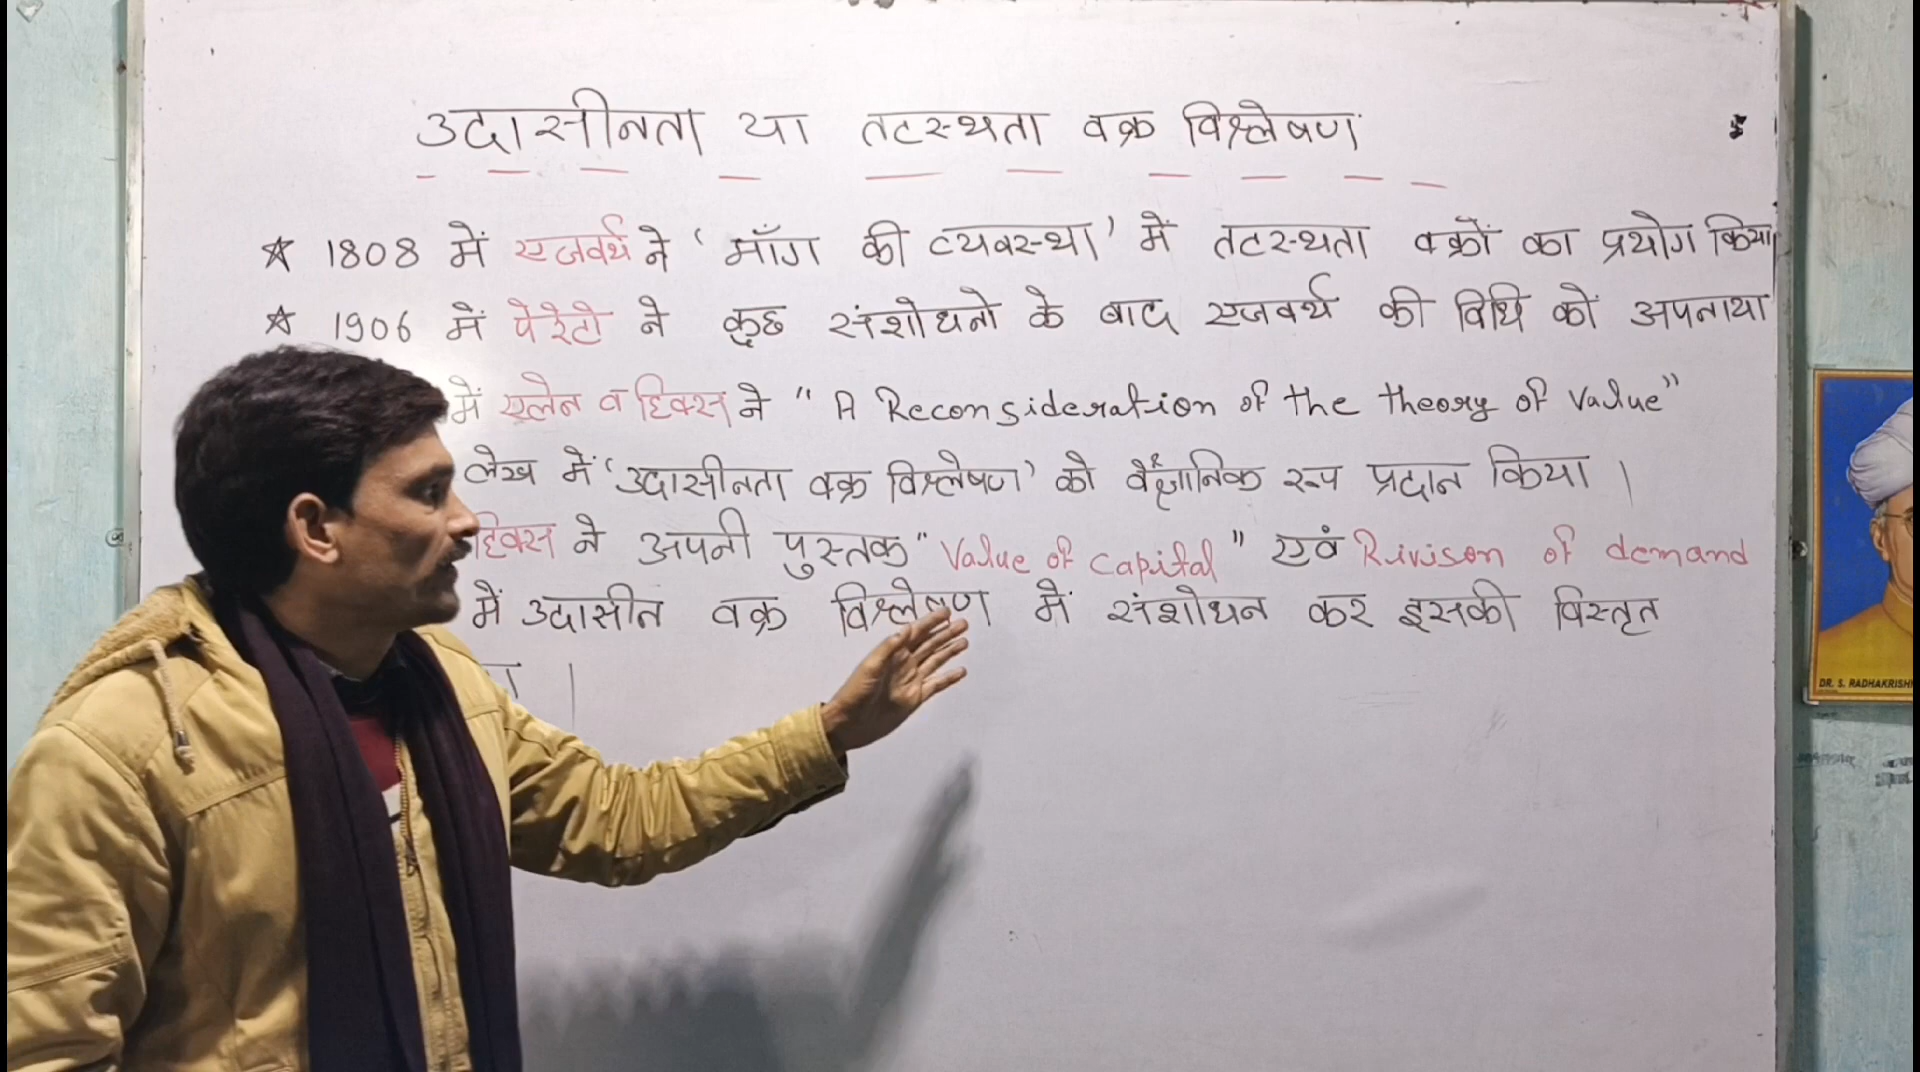 उदासीनता या तटस्थता वक्र विश्लेषण
★ 1808 में एजवर्थ ने ' माँग की व्यवस्था ' में तटस्थता वक्रों का प्रयोग किया
★ 1906 में पेरेटो ने कुछ संशोधनो के बाद एजवर्थ की विधि को अपनाया
में एलेन व हिक्स ने " A Reconsideration of the theory of Value"
लेख में 'उदासीनता वक्र विश्लेषण' को वैज्ञानिक रूप प्रदान किया ।
हिक्स ने अपनी पुस्तक " Value of Capital " एवं Rivison of demand
में उदासीन वक्र विश्लेषण में संशोधन कर इसकी विस्तृत
DR. S. RADHAKRISH